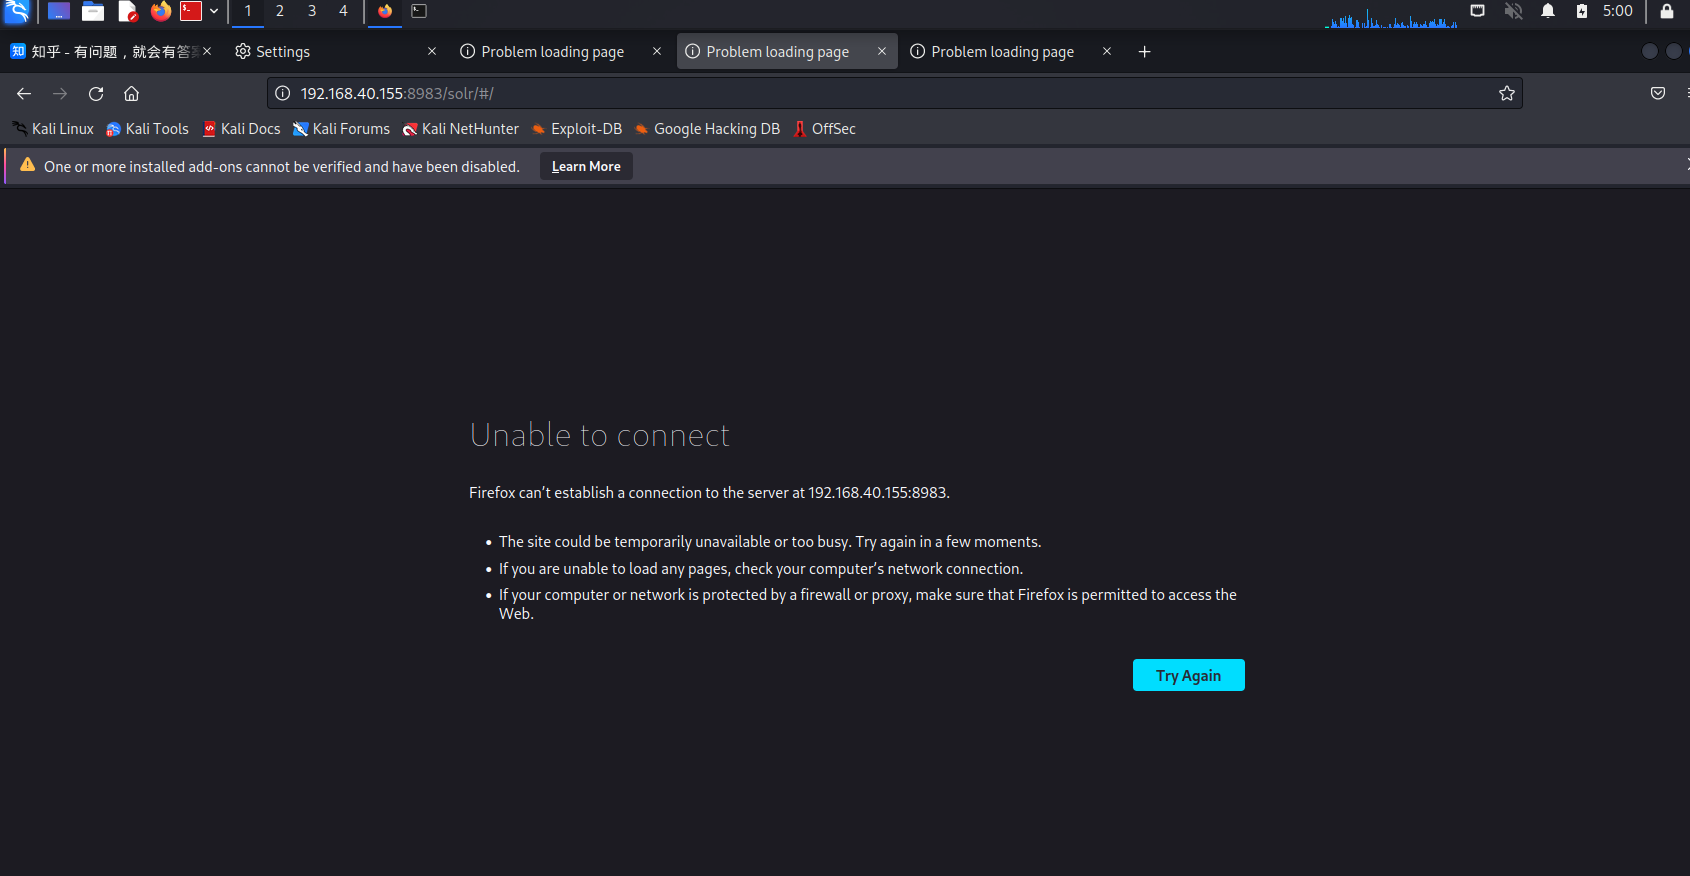 1 2 3 4 5:00
知乎 - 有问题，就会有答案 Settings Problem loading page Problem loading page Problem loading page
192.168.40.155:8983/solr/#/
Kali Linux Kali Tools Kali Docs Kali Forums Kali NetHunter Exploit-DB Google Hacking DB OffSec
One or more installed add-ons cannot be verified and have been disabled. Learn More
Unable to connect
Firefox can’t establish a connection to the server at 192.168.40.155:8983.
• The site could be temporarily unavailable or too busy. Try again in a few moments.
• If you are unable to load any pages, check your computer’s network connection.
• If your computer or network is protected by a firewall or proxy, make sure that Firefox is permitted to access the
Web.
Try Again